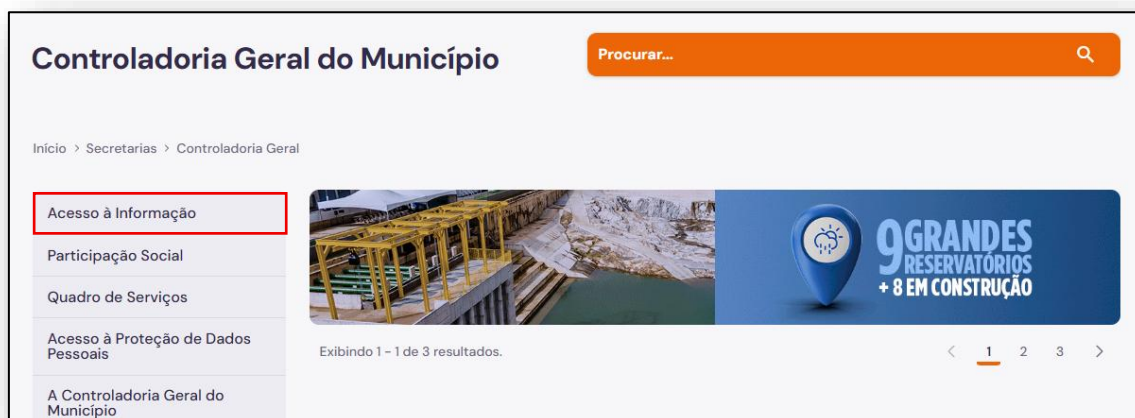 Controladoria Geral do Município
Procurar...
Início > Secretarias > Controladoria Geral
Acesso à Informação
Participação Social
Quadro de Serviços
Acesso à Proteção de Dados
Pessoais
A Controladoria Geral do
Município
9 GRANDES
RESERVATÓRIOS
+ 8 EM CONSTRUÇÃO
Exibindo 1 - 1 de 3 resultados.
< 1 2 3 >